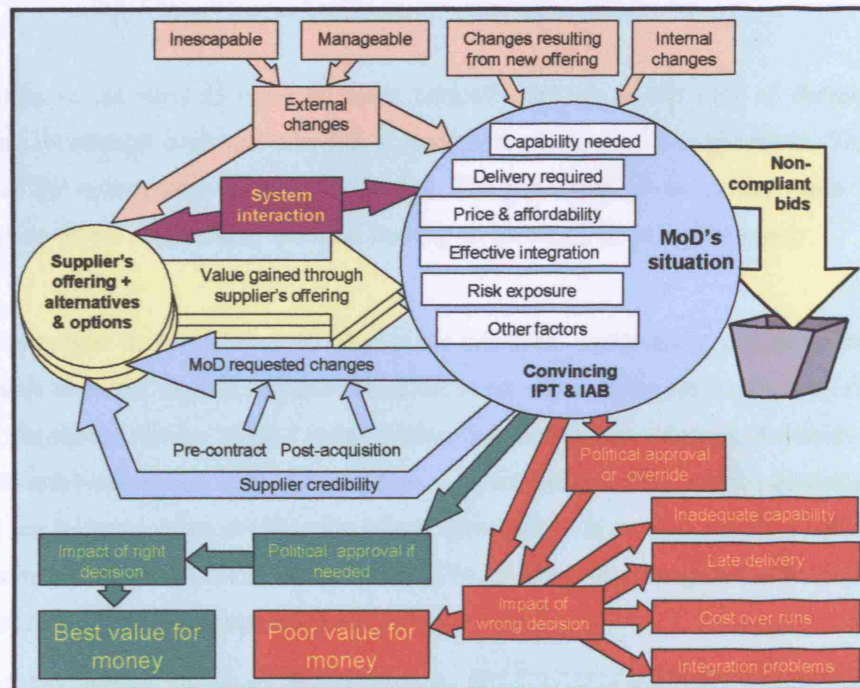 Inescapable
Manageable
Changes resulting
from new offering
Internal
changes
External
changes
Capability needed
Non-
compliant
bids
Delivery required
System
interaction
Price & affordability
MoD's
situation
Supplier's
offering +
alternatives
& options
Value gained through
supplier's offering
Effective integration
Risk exposure
Other factors
MoD requested changes
Convincing
IPT & IAB
Pre-contract
Post-acquisition
Supplier credibility
Political approval
or override
Inadequate capability
Impact of right
decision
Political approval if
needed
Late delivery
Impact of
wrong decision
Cost over runs
Best value for
money
Poor value for
money
Integration problems